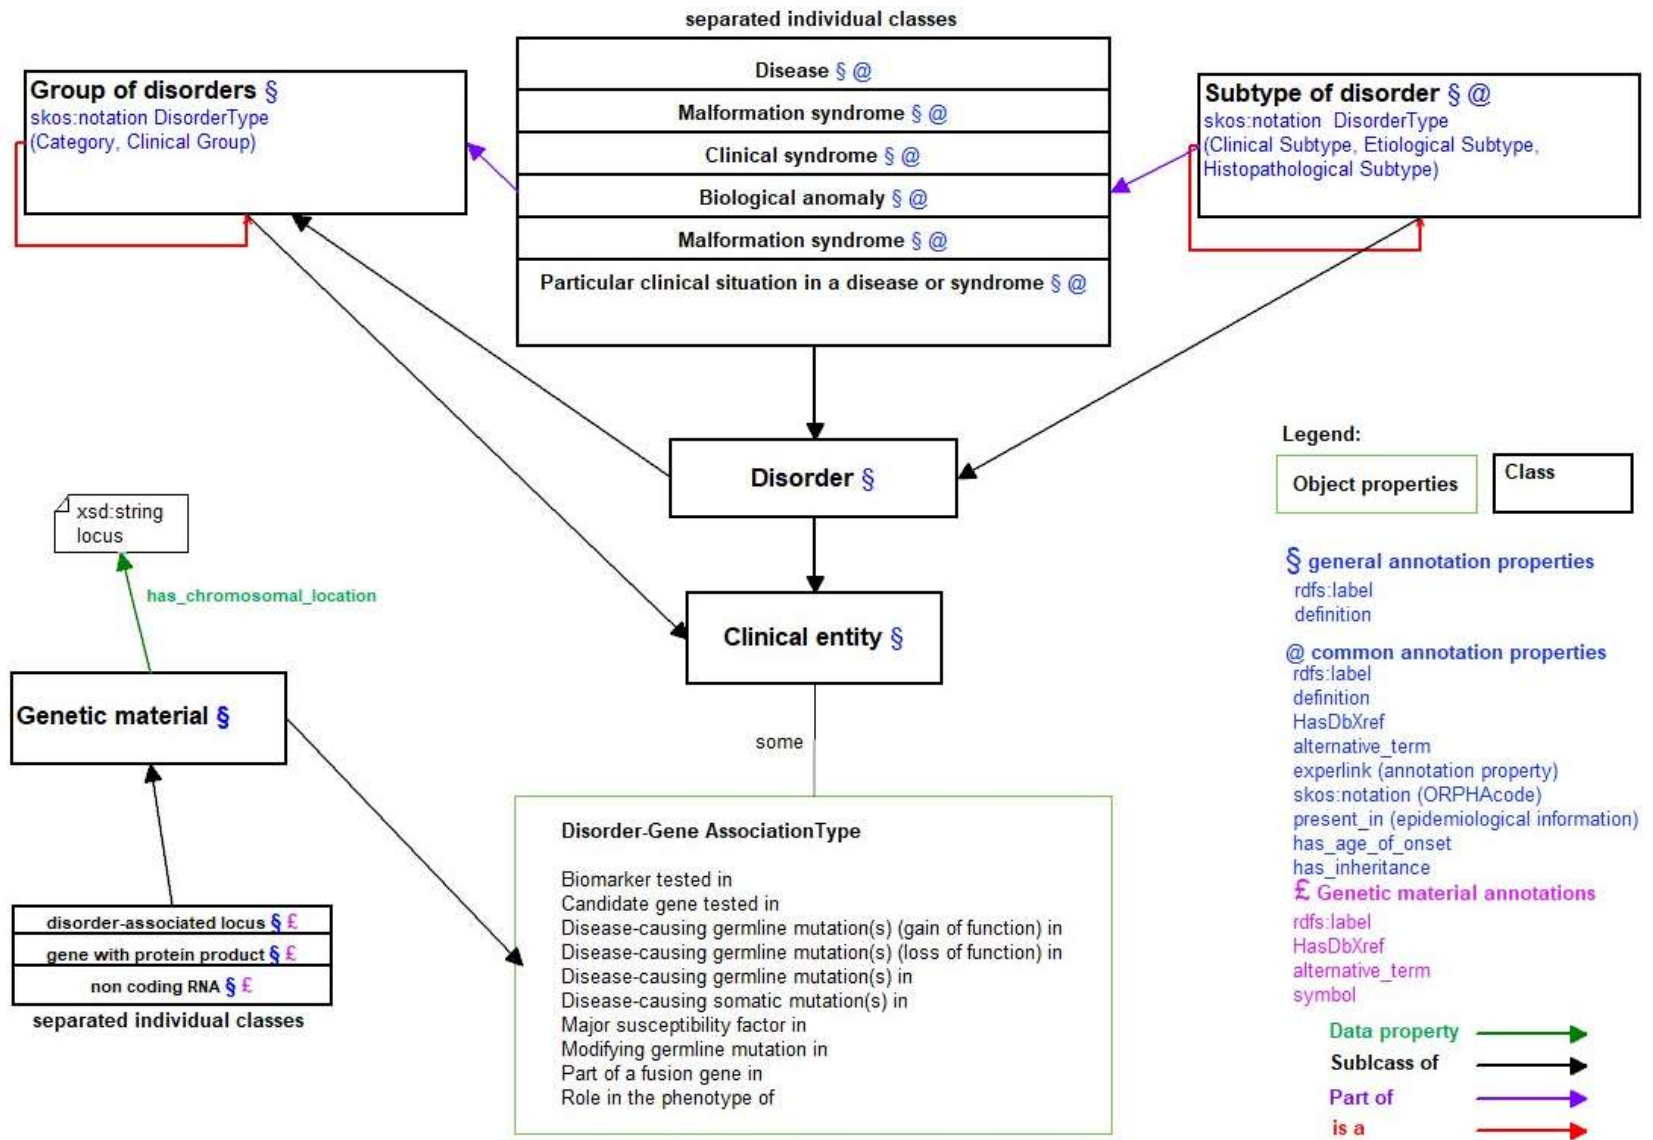 separated individual classes
Group of disorders §
skos:notation DisorderType
(Category, Clinical Group)
Disease § @
Malformation syndrome § @
Clinical syndrome § @
Biological anomaly § @
Malformation syndrome § @
Particular clinical situation in a disease or syndrome § @
Subtype of disorder § @
skos:notation DisorderType
(Clinical Subtype, Etiological Subtype,
Histopathological Subtype)
Disorder §
Clinical entity §
some
xsd:string
locus
has_chromosomal_location
Genetic material §
disorder-associated locus § £
gene with protein product § £
non coding RNA § £
separated individual classes
Disorder-Gene AssociationType
Biomarker tested in
Candidate gene tested in
Disease-causing germline mutation(s) (gain of function) in
Disease-causing germline mutation(s) (loss of function) in
Disease-causing germline mutation(s) in
Disease-causing somatic mutation(s) in
Major susceptibility factor in
Modifying germline mutation in
Part of a fusion gene in
Role in the phenotype of
Legend:
Object properties
Class
§ general annotation properties
rdfs:label
definition
@ common annotation properties
rdfs:label
definition
HasDbXref
alternative_term
experlink (annotation property)
skos:notation (ORPHAcode)
present_in (epidemiological information)
has_age_of_onset
has_inheritance
£ Genetic material annotations
rdfs:label
HasDbXref
alternative_term
symbol
Data property
Sublcass of
Part of
is a